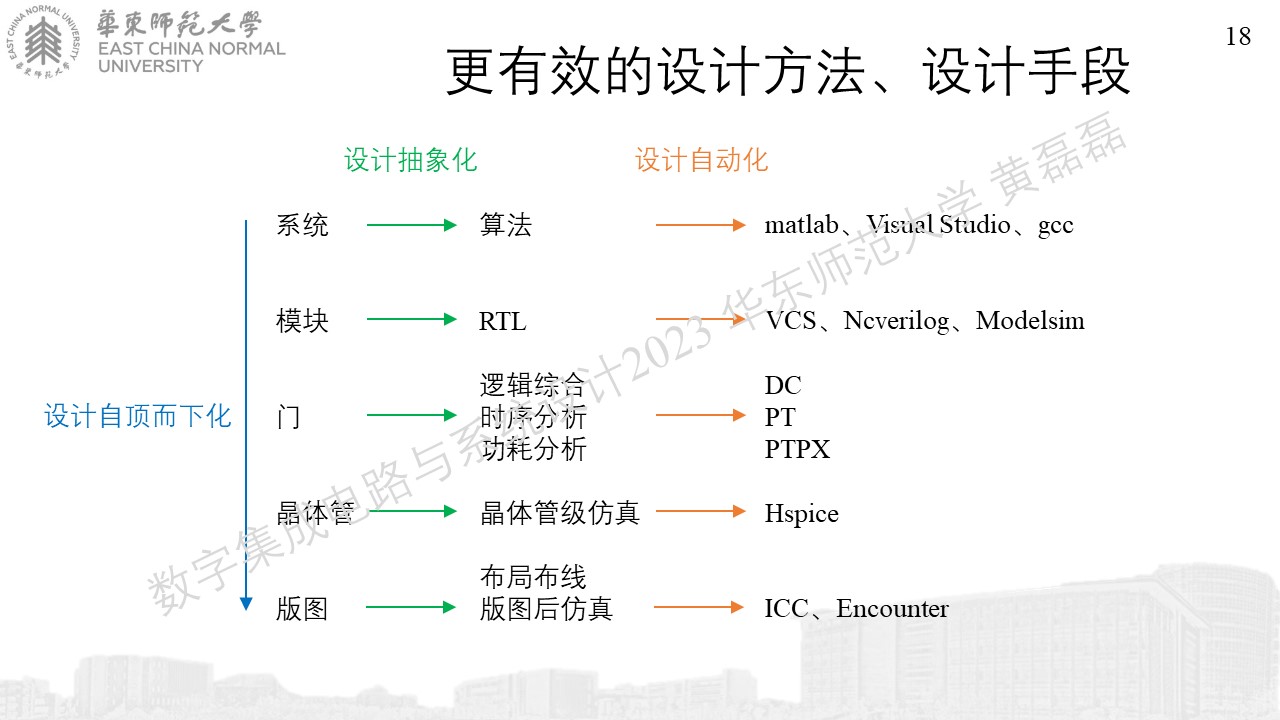 華東師範大學
EAST CHINA NORMAL
UNIVERSITY
EAST CHINA NORMAL UNIVERSITY
華東师范大学
18
更有效的设计方法、设计手段
设计抽象化
设计自动化
系统
算法
matlab、Visual Studio、gcc
模块
RTL
VCS、Ncverilog、Modelsim
设计自顶而下化
门
逻辑综合
时序分析
功耗分析
DC
PT
PTPX
晶体管
晶体管级仿真
Hspice
版图
布局布线
版图后仿真
ICC、Encounter
数字集成电路与系统设计2023 华东师范大学 黄磊磊